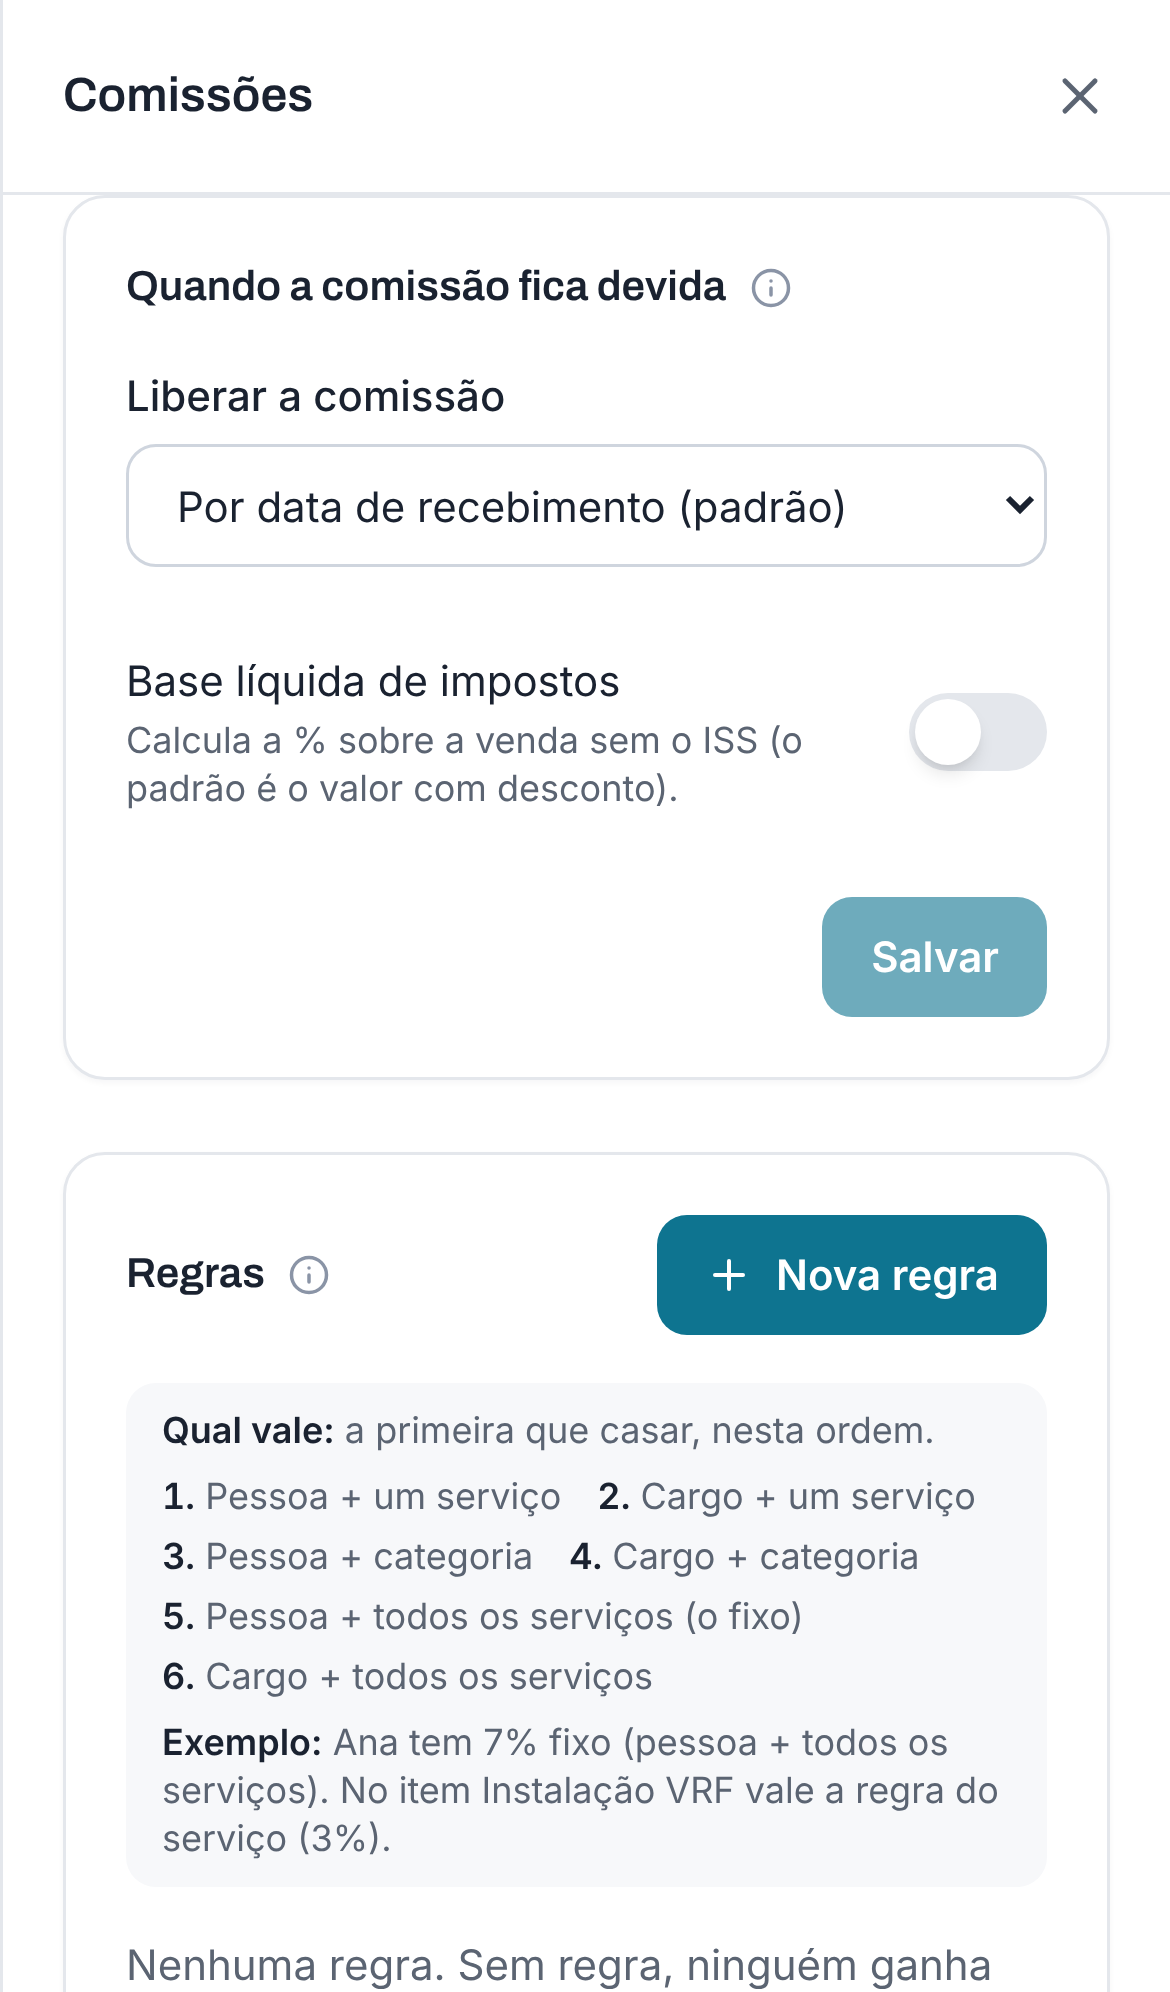 Comissões
Quando a comissão fica devida
Liberar a comissão
Por data de recebimento (padrão)
Base líquida de impostos
Calcula a % sobre a venda sem o ISS (o
padrão é o valor com desconto).
Salvar
Regras
+ Nova regra
Qual vale: a primeira que casar, nesta ordem.
1. Pessoa + um serviço 2. Cargo + um serviço
3. Pessoa + categoria 4. Cargo + categoria
5. Pessoa + todos os serviços (o fixo)
6. Cargo + todos os serviços
Exemplo: Ana tem 7% fixo (pessoa + todos os
serviços). No item Instalação VRF vale a regra do
serviço (3%).
Nenhuma regra. Sem regra, ninguém ganha